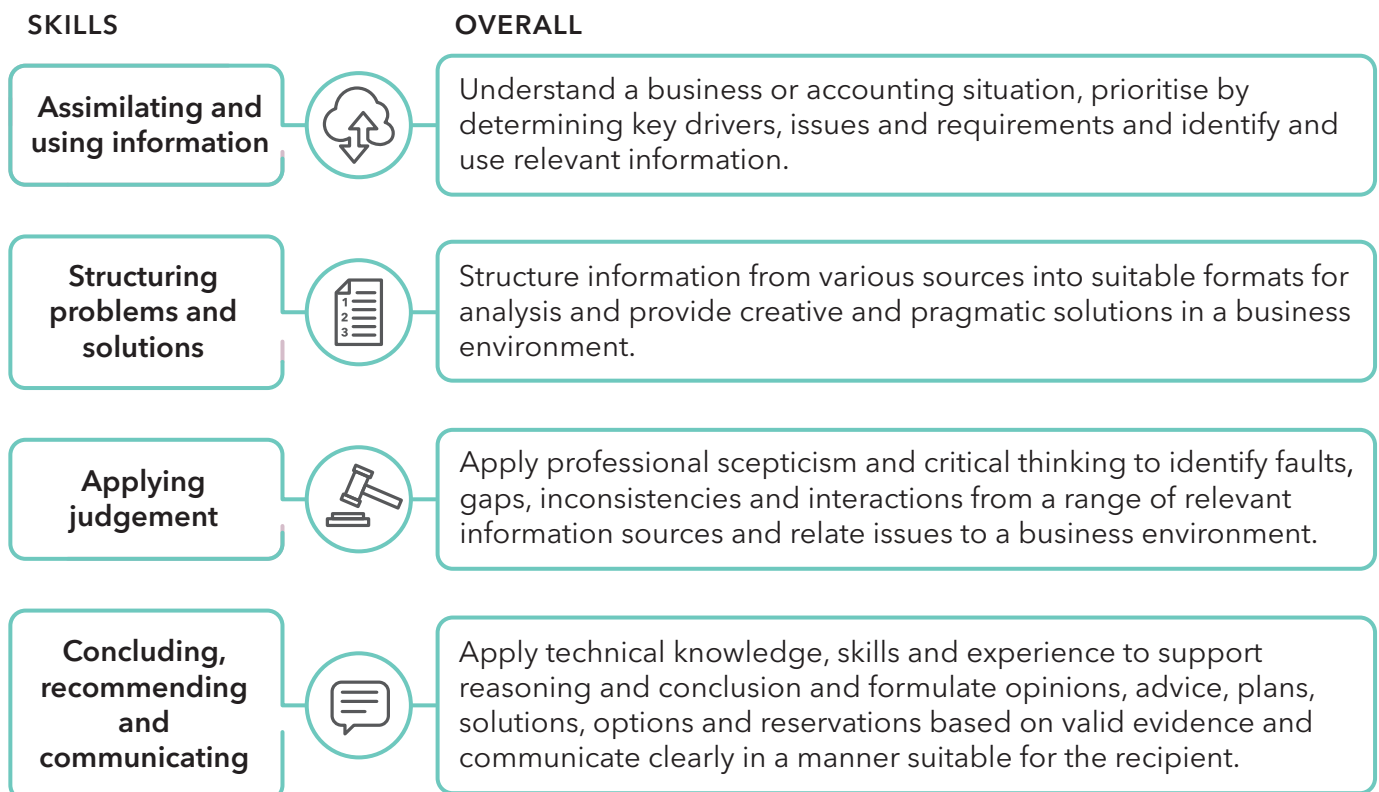 SKILLS
OVERALL
Assimilating and
using information
Understand a business or accounting situation, prioritise by
determining key drivers, issues and requirements and identify and
use relevant information.
Structuring
problems and
solutions
1
2
3
Structure information from various sources into suitable formats for
analysis and provide creative and pragmatic solutions in a business
environment.
Applying
judgement
Apply professional scepticism and critical thinking to identify faults,
gaps, inconsistencies and interactions from a range of relevant
information sources and relate issues to a business environment.
Concluding,
recommending
and
communicating
Apply technical knowledge, skills and experience to support
reasoning and conclusion and formulate opinions, advice, plans,
solutions, options and reservations based on valid evidence and
communicate clearly in a manner suitable for the recipient.